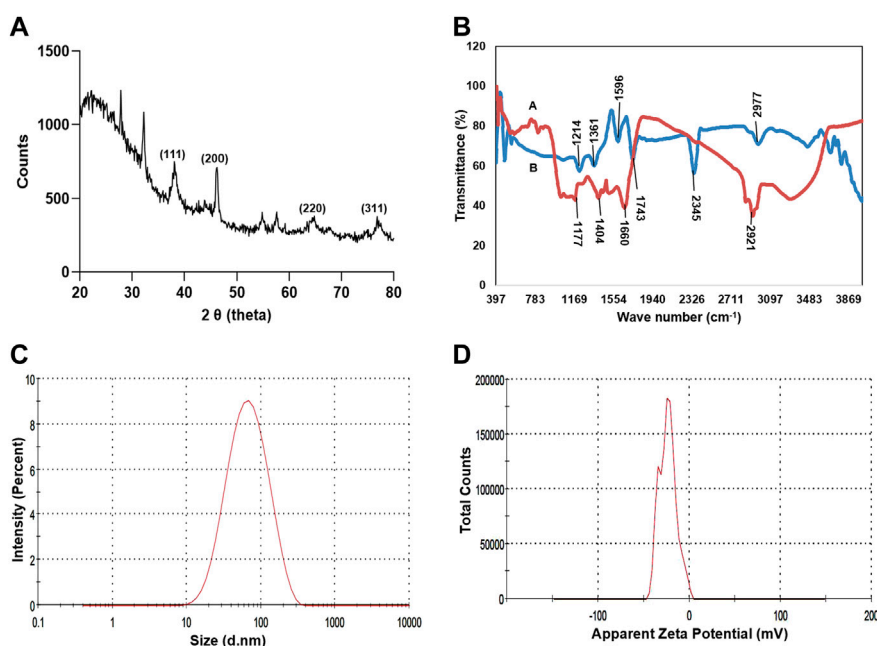 A
1500
1000
500
0
Counts
(111)
(200)
(220)
(311)
20 30 40 50 60 70 80
2 θ (theta)
B
120
100
80
60
40
20
0
Transmittance (%)
A
B
1214
1361
1596
2977
1177
1404
1660
1743
2345
2921
397 783 1169 1554 1940 2326 2711 3097 3483 3869
Wave number (cm⁻¹)
C
10
8
6
4
2
0
Intensity (Percent)
0.1 1 10 100 1000 10000
Size (d.nm)
D
200000
150000
100000
50000
0
Total Counts
-100 0 100 200
Apparent Zeta Potential (mV)